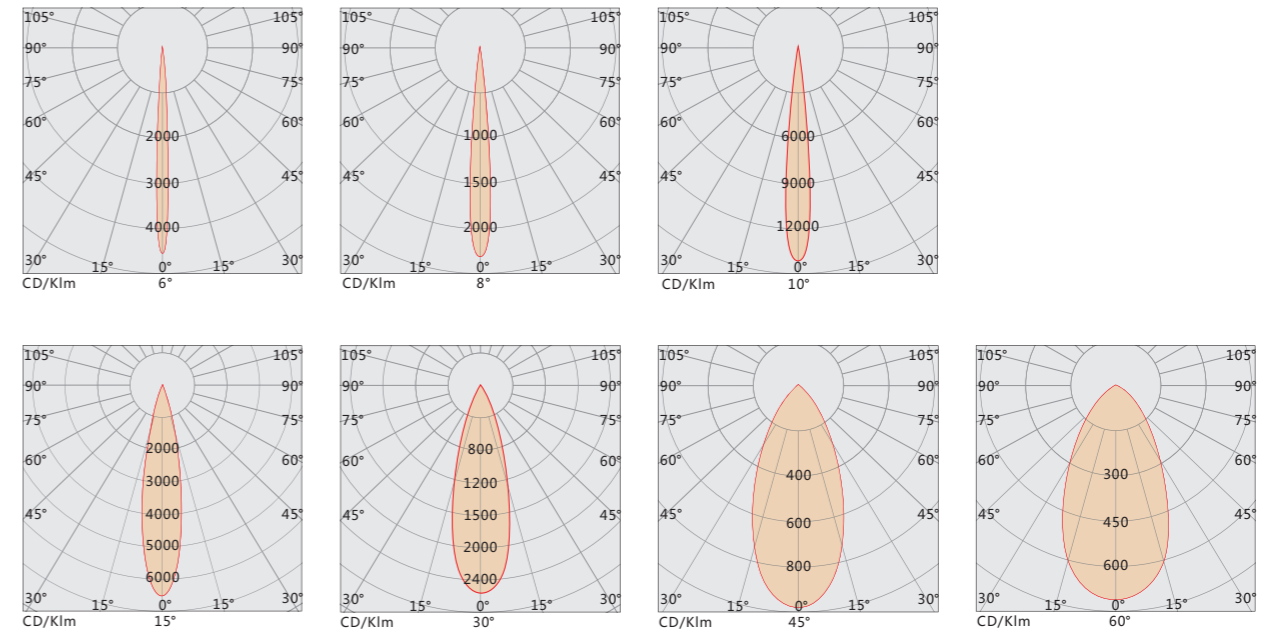 105° 105° 105° 105° 105° 105°
90° 90° 90° 90° 90° 90°
75° 75° 75° 75° 75° 75°
60° 60° 60° 60° 60° 60°
2000 1000 6000
45° 45° 45° 45° 45° 45°
3000 1500 9000
4000 2000 12000
30° 15° 0° 15° 30° 30° 15° 0° 15° 30° 30° 15° 0° 15° 30°
CD/Klm 6° CD/Klm 8° CD/Klm 10°
105° 105° 105° 105° 105° 105° 105° 105°
90° 90° 90° 90° 90° 90° 90° 90°
75° 75° 75° 75° 75° 75° 75° 75°
2000 800
60° 60° 60° 60° 60° 60° 60° 60°
3000 1200 400 300
45° 45° 45° 45° 45° 45° 45° 45°
4000 1500 600 450
5000 2000
6000 2400 800 600
30° 15° 0° 15° 30° 30° 15° 0° 15° 30° 30° 15° 0° 15° 30° 30° 15° 0° 15° 30°
CD/Klm 15° CD/Klm 30° CD/Klm 45° CD/Klm 60°